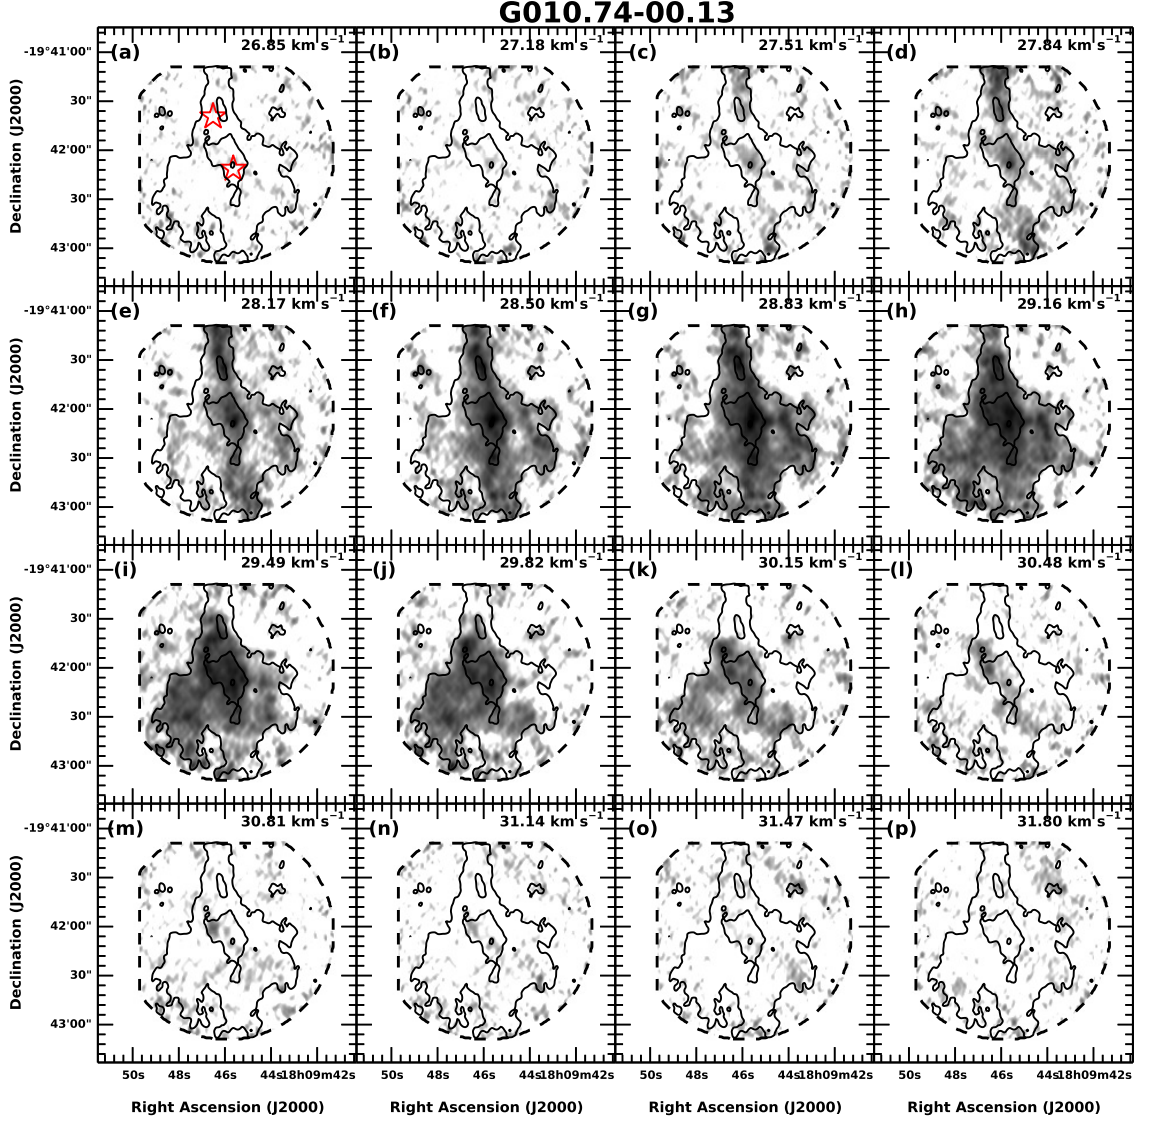 G010.74-00.13
(a) 26.85 km s⁻¹ (b) 27.18 km s⁻¹ (c) 27.51 km s⁻¹ (d) 27.84 km s⁻¹
-19°41'00"
30"
42'00"
30"
43'00"
Declination (J2000)
(e) 28.17 km s⁻¹ (f) 28.50 km s⁻¹ (g) 28.83 km s⁻¹ (h) 29.16 km s⁻¹
-19°41'00"
30"
42'00"
30"
43'00"
Declination (J2000)
(i) 29.49 km s⁻¹ (j) 29.82 km s⁻¹ (k) 30.15 km s⁻¹ (l) 30.48 km s⁻¹
-19°41'00"
30"
42'00"
30"
43'00"
Declination (J2000)
(m) 30.81 km s⁻¹ (n) 31.14 km s⁻¹ (o) 31.47 km s⁻¹ (p) 31.80 km s⁻¹
-19°41'00"
30"
42'00"
30"
43'00"
Declination (J2000)
50s 48s 46s 44s 18h09m42s 48s 46s 44s 18h09m42s 48s 46s 44s 18h09m42s 50s 48s 46s 44s 18h09m42s
Right Ascension (J2000) Right Ascension (J2000) Right Ascension (J2000) Right Ascension (J2000)